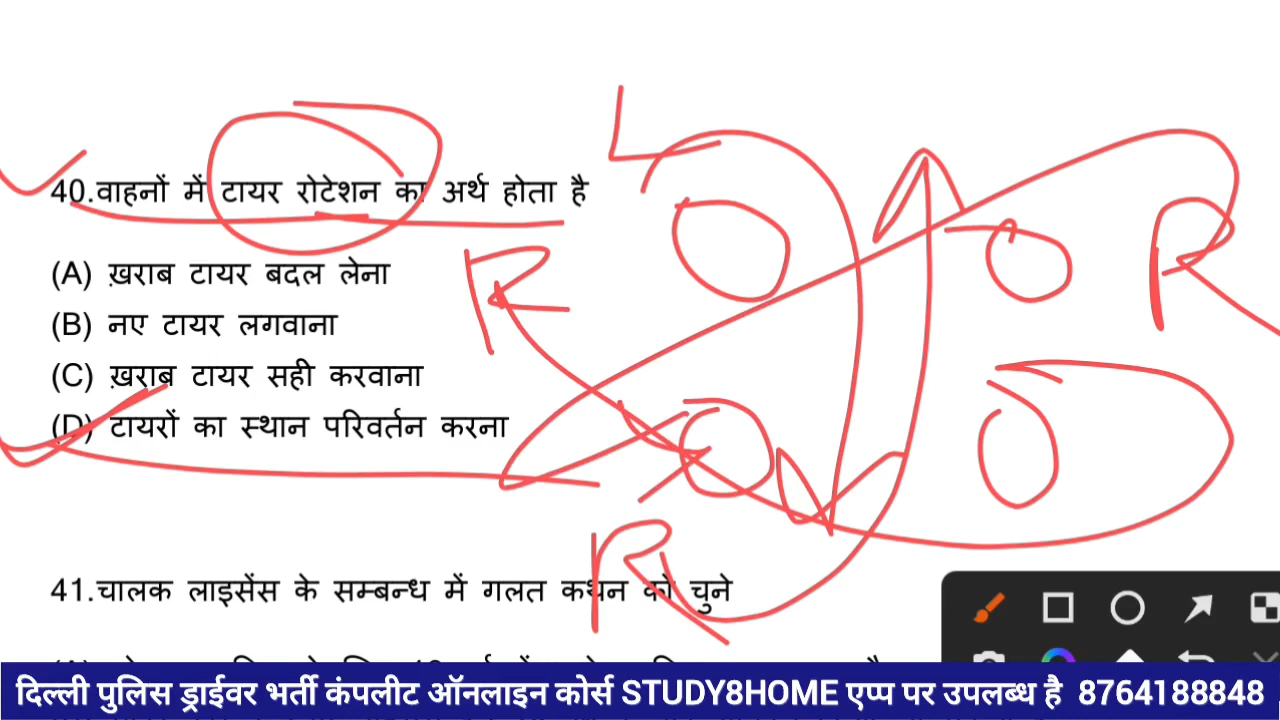 L
40.वाहनों में टायर रोटेशन का अर्थ होता है
R
R
(A) ख़राब टायर बदल लेना
(B) नए टायर लगवाना
(C) ख़राब टायर सही करवाना
(D) टायरों का स्थान परिवर्तन करना
R
41.चालक लाइसेंस के सम्बन्ध में गलत कथन को चुने
दिल्ली पुलिस ड्राईवर भर्ती कंपलीट ऑनलाइन कोर्स STUDY8HOME एप्प पर उपलब्ध है 8764188848